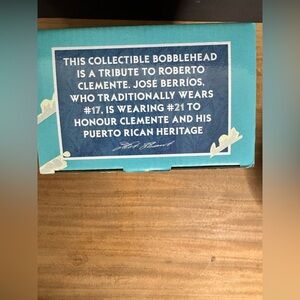 THIS COLLECTIBLE BOBBLEHEAD
IS A TRIBUTE TO ROBERTO
CLEMENTE. JOSÉ BERRÍOS,
WHO TRADITIONALLY WEARS
#17, IS WEARING #21 TO
HONOUR CLEMENTE AND HIS
PUERTO RICAN HERITAGE